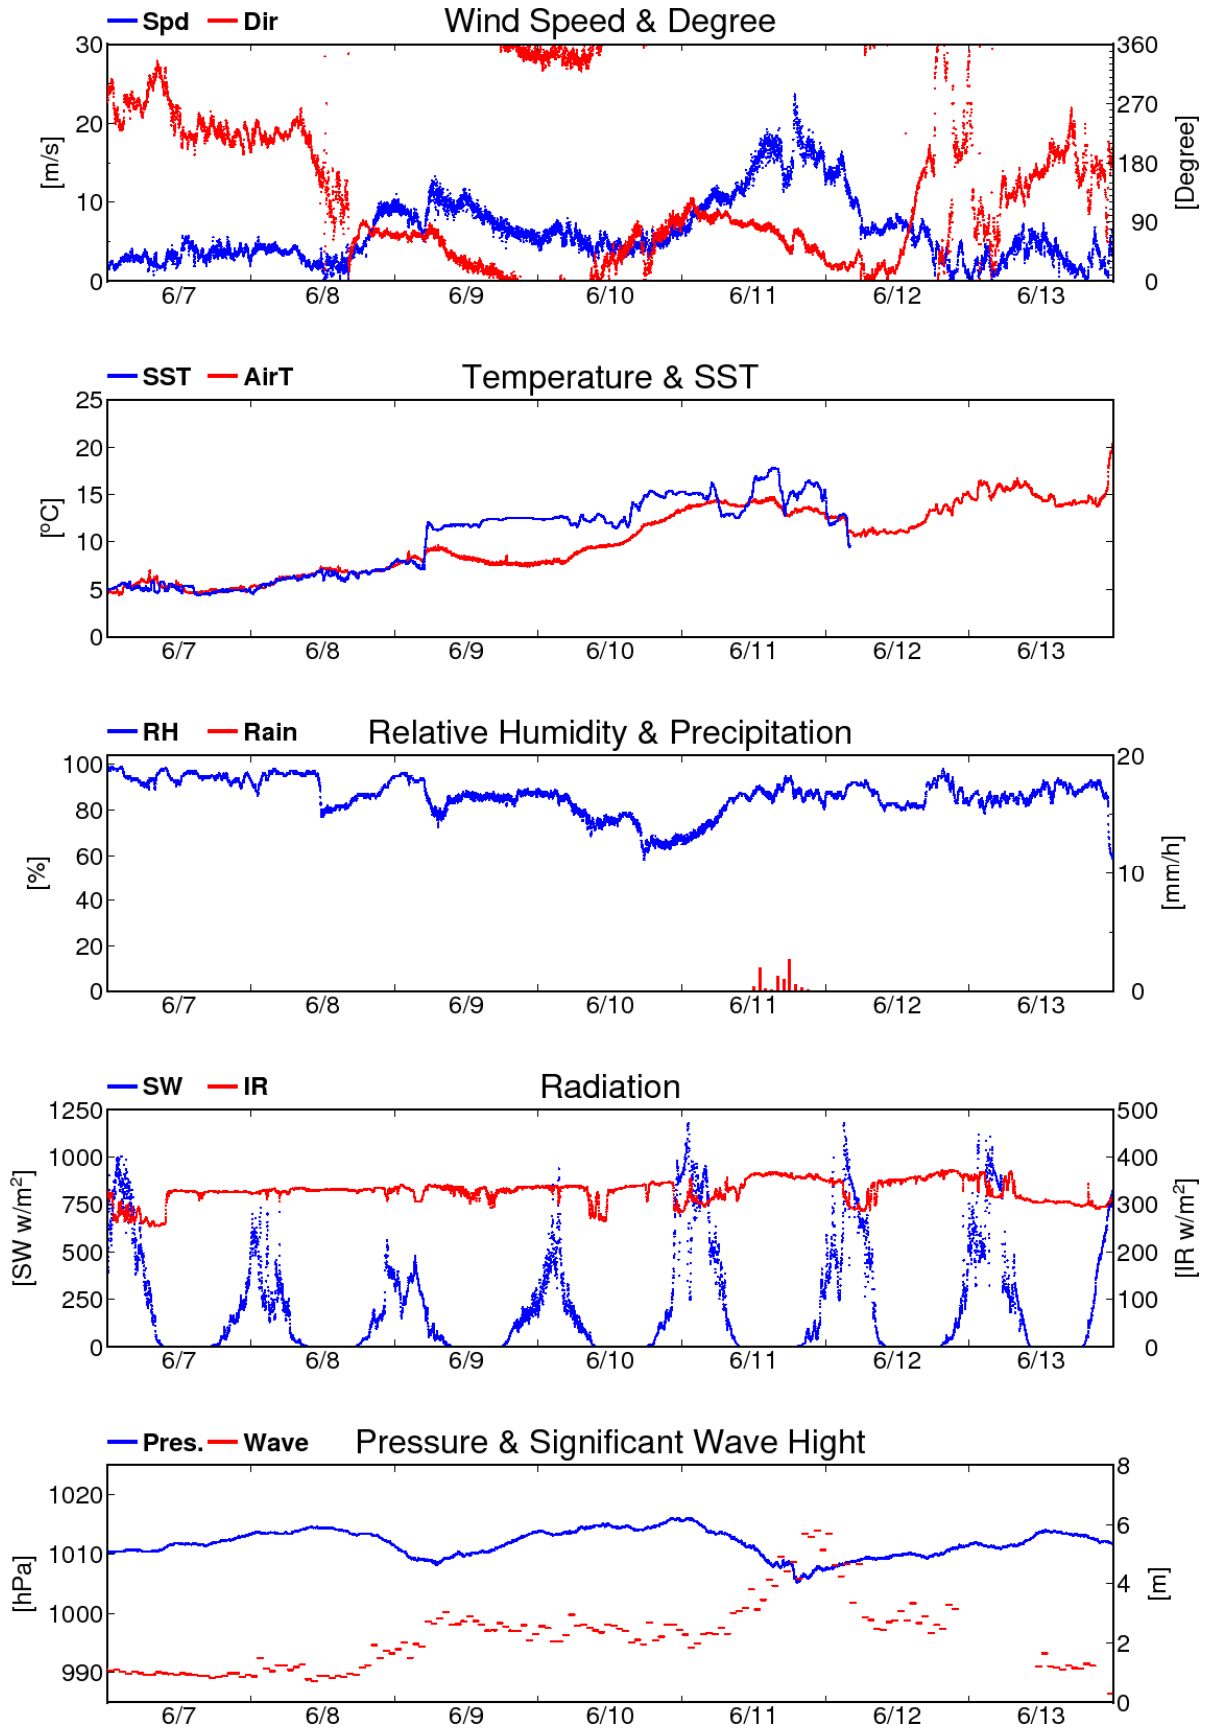 Spd Dir Wind Speed & Degree
30 360
20 270
180
10 90
0 0
[m/s] [Degree]
6/7 6/8 6/9 6/10 6/11 6/12 6/13
SST AirT Temperature & SST
25
20
15
10
5
0
[ºC]
6/7 6/8 6/9 6/10 6/11 6/12 6/13
RH Rain Relative Humidity & Precipitation
100 20
80
60 10
40
20
0 0
[%] [mm/h]
6/7 6/8 6/9 6/10 6/11 6/12 6/13
SW IR Radiation
1250 500
1000 400
750 300
500 200
250 100
0 0
[SW w/m²] [IR w/m²]
6/7 6/8 6/9 6/10 6/11 6/12 6/13
Pres. Wave Pressure & Significant Wave Hight
8
1020 6
1010 4
1000 2
990 0
[hPa] [m]
6/7 6/8 6/9 6/10 6/11 6/12 6/13